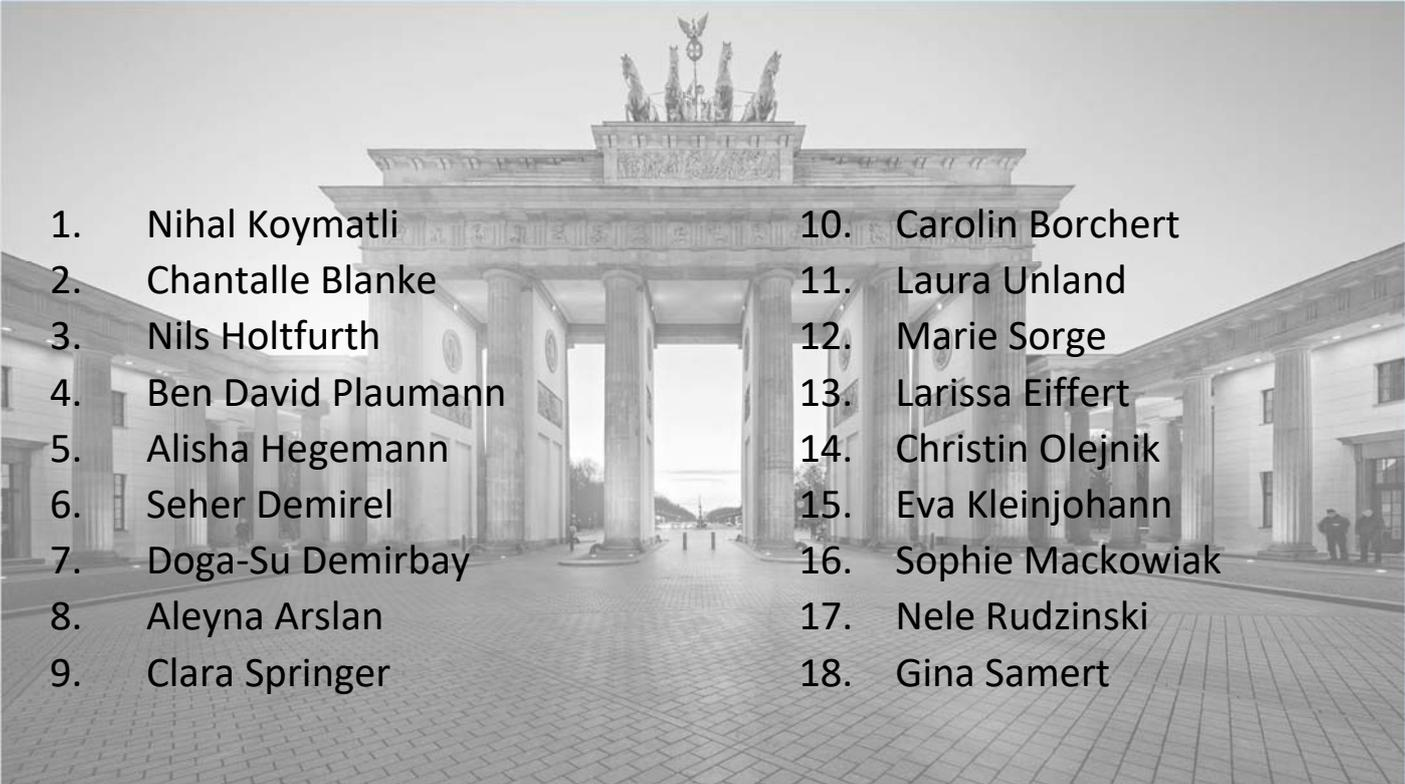 1. Nihal Koymatli
2. Chantalle Blanke
3. Nils Holtfurth
4. Ben David Plaumann
5. Alisha Hegemann
6. Seher Demirel
7. Doga-Su Demirbay
8. Aleyna Arslan
9. Clara Springer
10. Carolin Borchert
11. Laura Unland
12. Marie Sorge
13. Larissa Eiffert
14. Christin Olejnik
15. Eva Kleinjohann
16. Sophie Mackowiak
17. Nele Rudzinski
18. Gina Samert